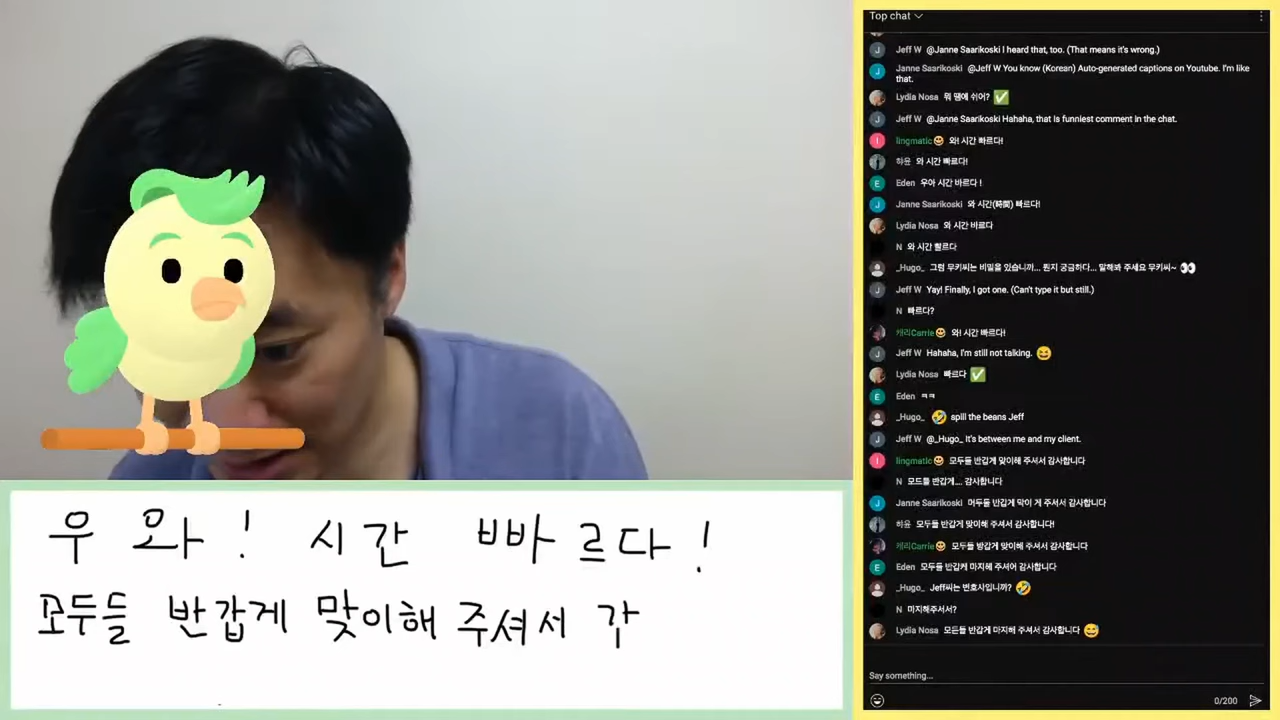 우와! 시간 빠르다!
모두들 반갑게 맞이해 주셔서 가
Top chat
Jeff W @Janne Saarikoski I heard that, too. (That means it's wrong.)
Janne Saarikoski @Jeff W You know (Korean) Auto-generated captions on Youtube. I'm like
that.
Lydia Nosa 뭐 땜에 쉬어? ✅
Jeff W @Janne Saarikoski Hahaha, that is funniest comment in the chat.
lingmatic 와! 시간 빠르다!
하윤 와 시간 빠르다!
Eden 우아 시간 바르다 !
Janne Saarikoski 와 시간(時間) 빠르다!
Lydia Nosa 와 시간 바르다
N 와 시간 빨르다
_Hugo_ 그럼 무키씨는 비밀을 있습니까... 뭔지 궁금하다... 말해봐 주세요 무키씨~ 👀
Jeff W Yay! Finally, I got one. (Can't type it but still.)
N 빠르다?
캐리Carrie 와! 시간 빠르다!
Jeff W Hahaha, I'm still not talking. 😆
Lydia Nosa 빠르다 ✅
Eden ㅋㅋ
_Hugo_ 🤣 spill the beans Jeff
Jeff W @_Hugo_ It's between me and my client.
lingmatic 모두들 반갑게 맞이해 주셔서 감사합니다
N 모드틀 반갑게.... 감사합니다
Janne Saarikoski 머두들 반갑게 막이 게 주셔서 감사합니다
하윤 모두들 반갑게 맞이해 주셔서 감사합니다!
캐리Carrie 모두들 방갑게 맞이해 주셔서 감사합니다
Eden 모두들 반갑켜 마지해 주셔어 감사합니다
_Hugo_ Jeff씨는 변호사입니까? 🤣
N 마지해주서서?
Lydia Nosa 모든들 반갑게 마지해 주셔서 감사합니다 😅
Say something...
0/200